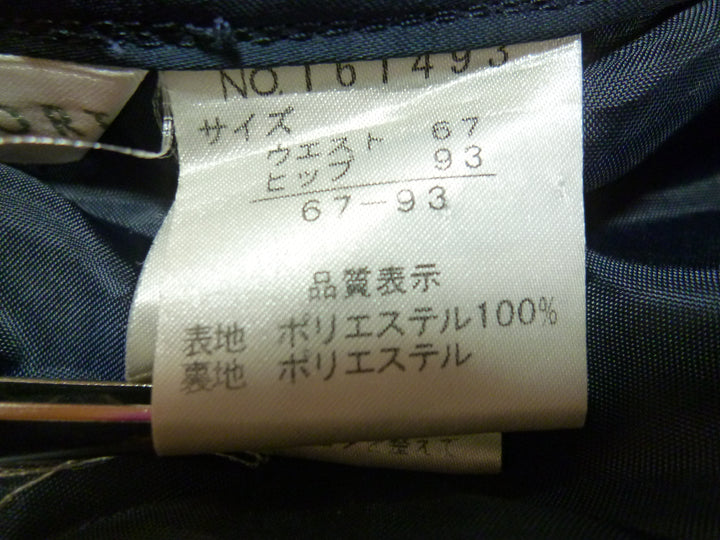 NO.161493
サイズ
ウエスト 67
ヒップ 93
67-93
品質表示
表地 ポリエステル100%
裏地 ポリエステル